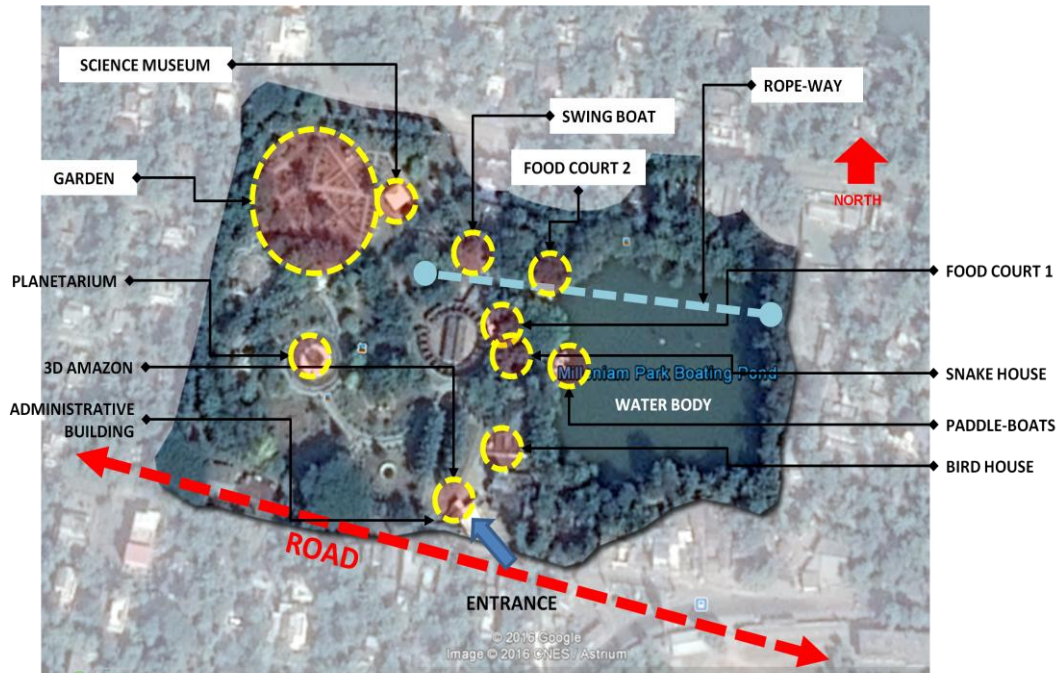 SCIENCE MUSEUM
ROPE-WAY
SWING BOAT
FOOD COURT 2
GARDEN
NORTH
PLANETARIUM
FOOD COURT 1
3D AMAZON
SNAKE HOUSE
Milleniam Park Boating Pond
WATER BODY
ADMINISTRATIVE
BUILDING
PADDLE-BOATS
BIRD HOUSE
ROAD
ENTRANCE
© 2016 Google
Image © 2016 CNES / Astrium